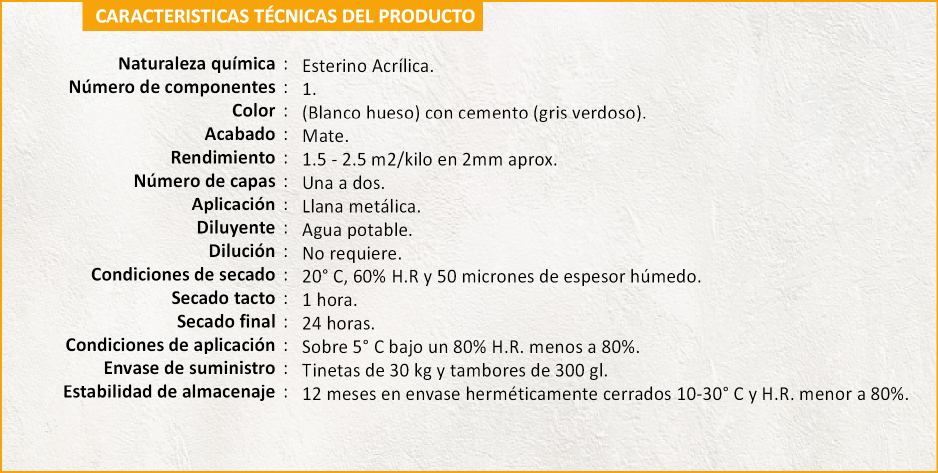 CARACTERISTICAS TÉCNICAS DEL PRODUCTO
Naturaleza química : Esterino Acrílica.
Número de componentes : 1.
Color : (Blanco hueso) con cemento (gris verdoso).
Acabado : Mate.
Rendimiento : 1.5 - 2.5 m2/kilo en 2mm aprox.
Número de capas : Una a dos.
Aplicación : Llana metálica.
Diluyente : Agua potable.
Dilución : No requiere.
Condiciones de secado : 20° C, 60% H.R y 50 micrones de espesor húmedo.
Secado tacto : 1 hora.
Secado final : 24 horas.
Condiciones de aplicación : Sobre 5° C bajo un 80% H.R. menos a 80%.
Envase de suministro : Tinetas de 30 kg y tambores de 300 gl.
Estabilidad de almacenaje : 12 meses en envase herméticamente cerrados 10-30° C y H.R. menor a 80%.